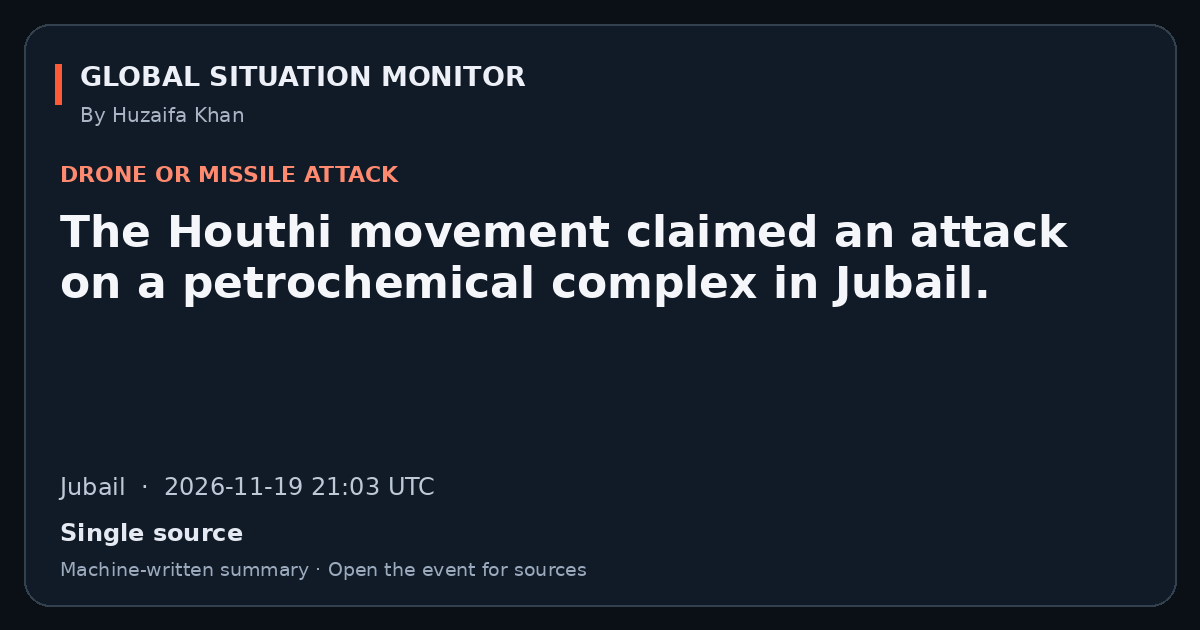 GLOBAL SITUATION MONITOR
By Huzaifa Khan
DRONE OR MISSILE ATTACK
The Houthi movement claimed an attack
on a petrochemical complex in Jubail.
Jubail · 2026-11-19 21:03 UTC
Single source
Machine-written summary · Open the event for sources